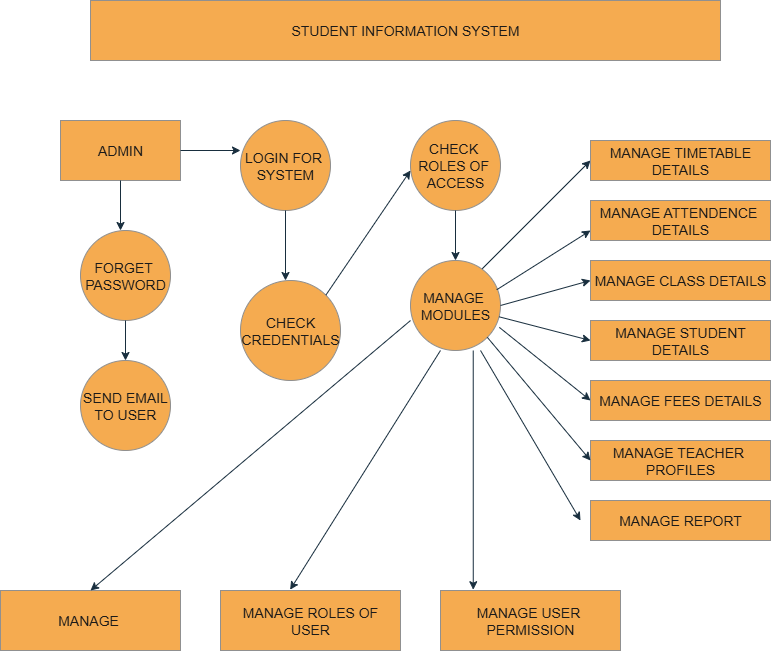 STUDENT INFORMATION SYSTEM
ADMIN
LOGIN FOR
SYSTEM
CHECK
ROLES OF
ACCESS
MANAGE TIMETABLE
DETAILS
MANAGE ATTENDENCE
DETAILS
FORGET
PASSWORD
CHECK
CREDENTIALS
MANAGE
MODULES
MANAGE CLASS DETAILS
MANAGE STUDENT
DETAILS
SEND EMAIL
TO USER
MANAGE FEES DETAILS
MANAGE TEACHER
PROFILES
MANAGE REPORT
MANAGE
MANAGE ROLES OF
USER
MANAGE USER
PERMISSION